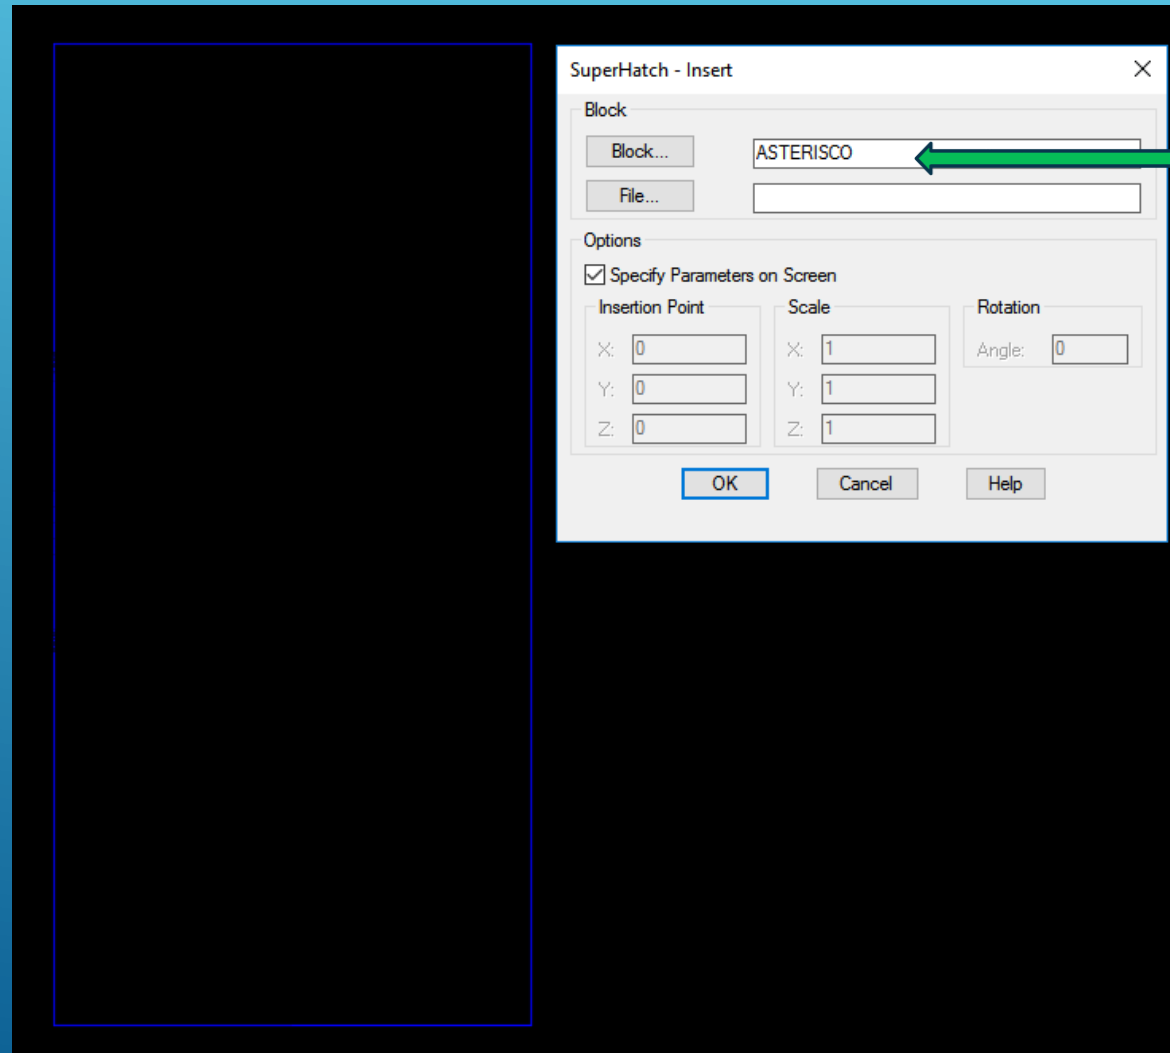 SuperHatch - Insert
Block
Block... ASTERISCO
File...
Options
Specify Parameters on Screen
Insertion Point Scale Rotation
X: 0 X: 1 Angle: 0
Y: 0 Y: 1
Z: 0 Z: 1
OK Cancel Help